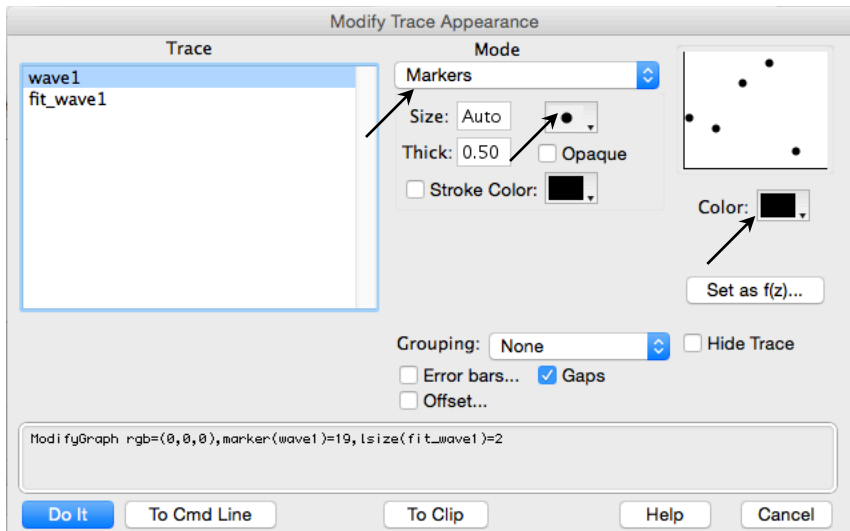 Modify Trace Appearance
Trace
wave1
fit_wave1
Mode
Markers
Size: Auto
Thick: 0.50
Opaque
Stroke Color:
Color:
Set as f(z)...
Grouping: None
Hide Trace
Error bars...
Gaps
Offset...
ModifyGraph rgb=(0,0,0),marker(wave1)=19,lsize(fit_wave1)=2
Do It
To Cmd Line
To Clip
Help
Cancel